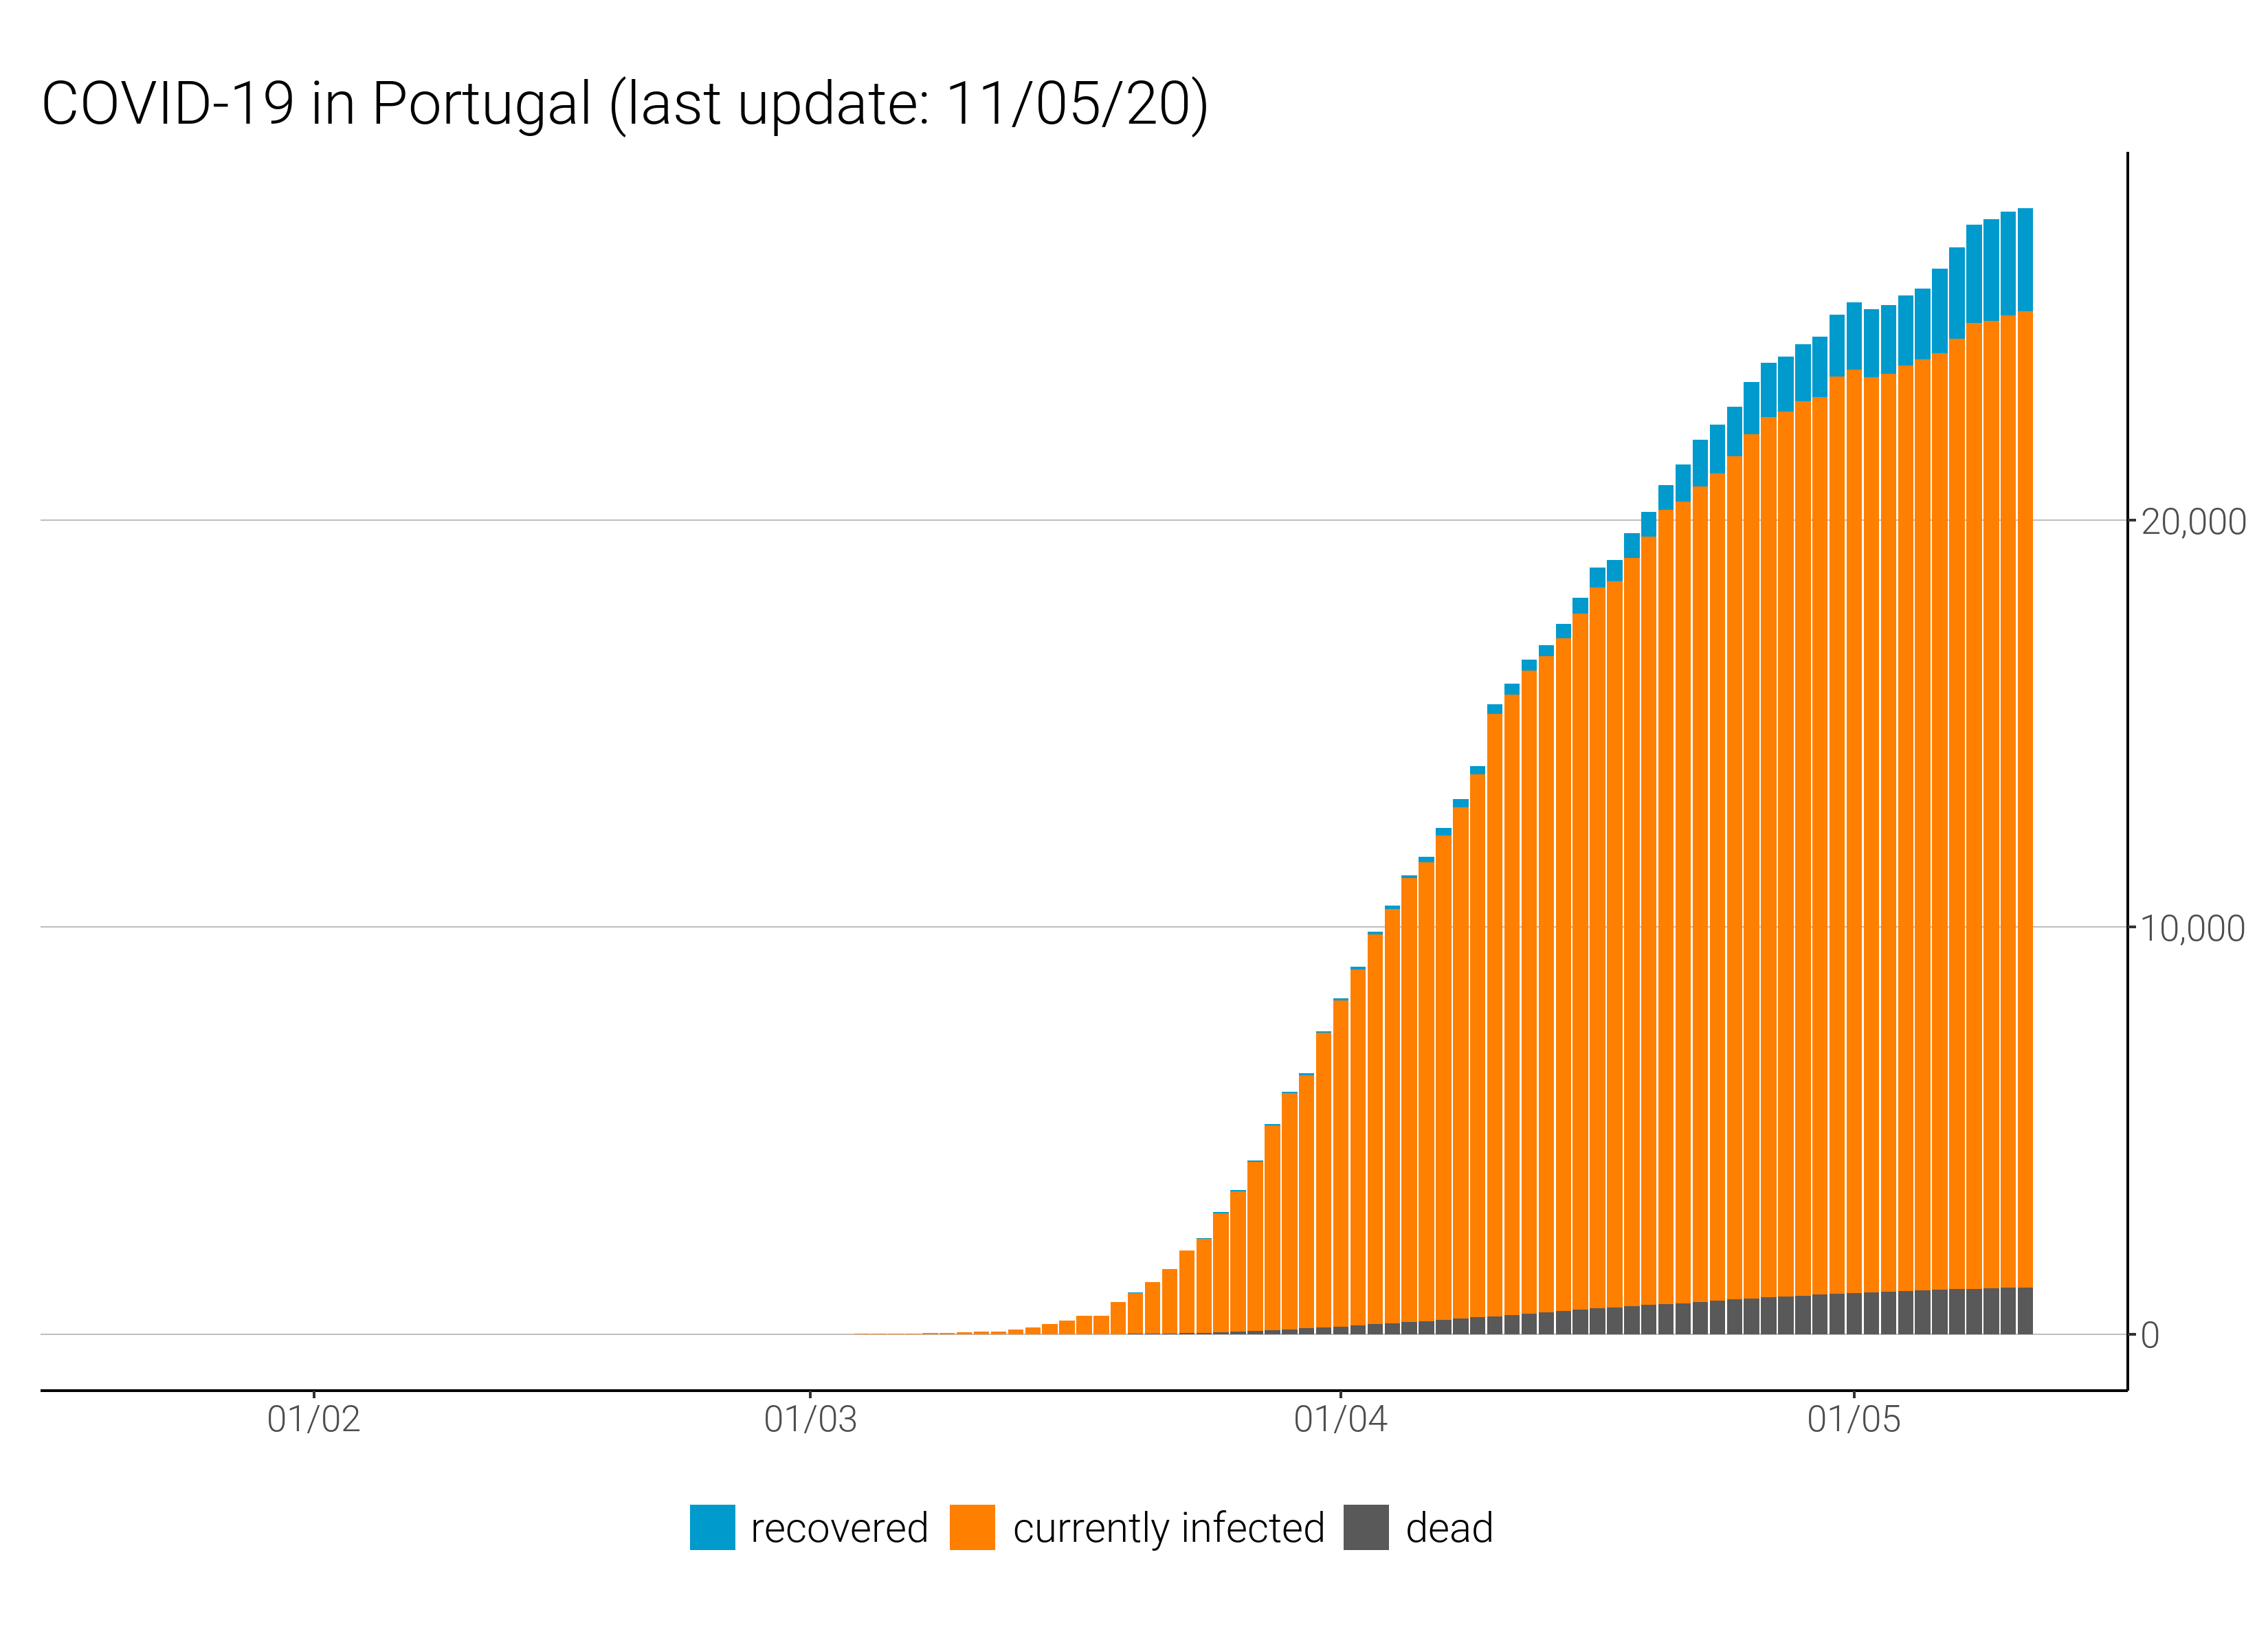 COVID-19 in Portugal (last update: 11/05/20)
20,000
10,000
0
01/02 01/03 01/04 01/05
recovered currently infected dead